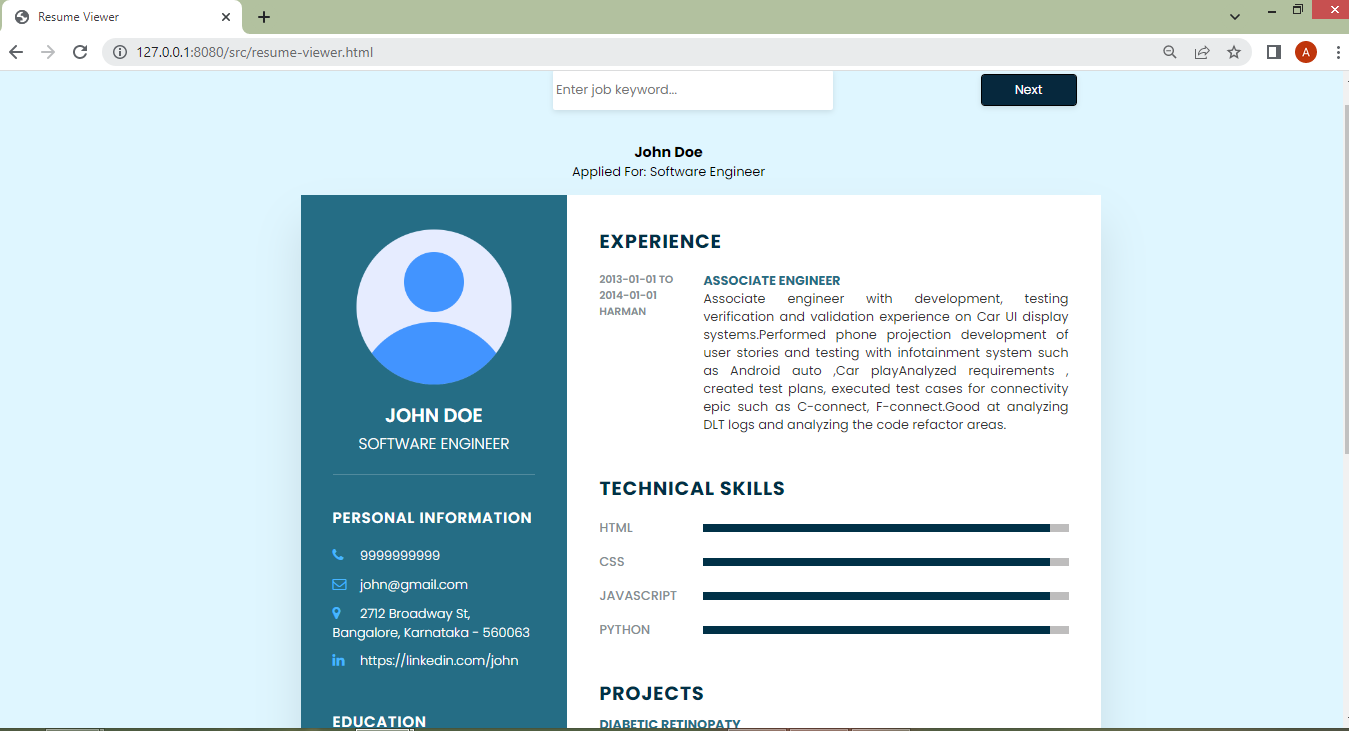 Resume Viewer
127.0.0.1:8080/src/resume-viewer.html
A
Enter job keyword...
Next
John Doe
Applied For: Software Engineer
JOHN DOE
SOFTWARE ENGINEER
PERSONAL INFORMATION
9999999999
john@gmail.com
2712 Broadway St,
Bangalore, Karnataka - 560063
in
https://linkedin.com/john
EDUCATION
EXPERIENCE
2013-01-01 TO
2014-01-01
HARMAN
ASSOCIATE ENGINEER
Associate engineer with development, testing
verification and validation experience on Car UI display
systems.Performed phone projection development of
user stories and testing with infotainment system such
as Android auto ,Car playAnalyzed requirements ,
created test plans, executed test cases for connectivity
epic such as C-connect, F-connect.Good at analyzing
DLT logs and analyzing the code refactor areas.
TECHNICAL SKILLS
HTML
CSS
JAVASCRIPT
PYTHON
PROJECTS
DIABETIC RETINOPATY